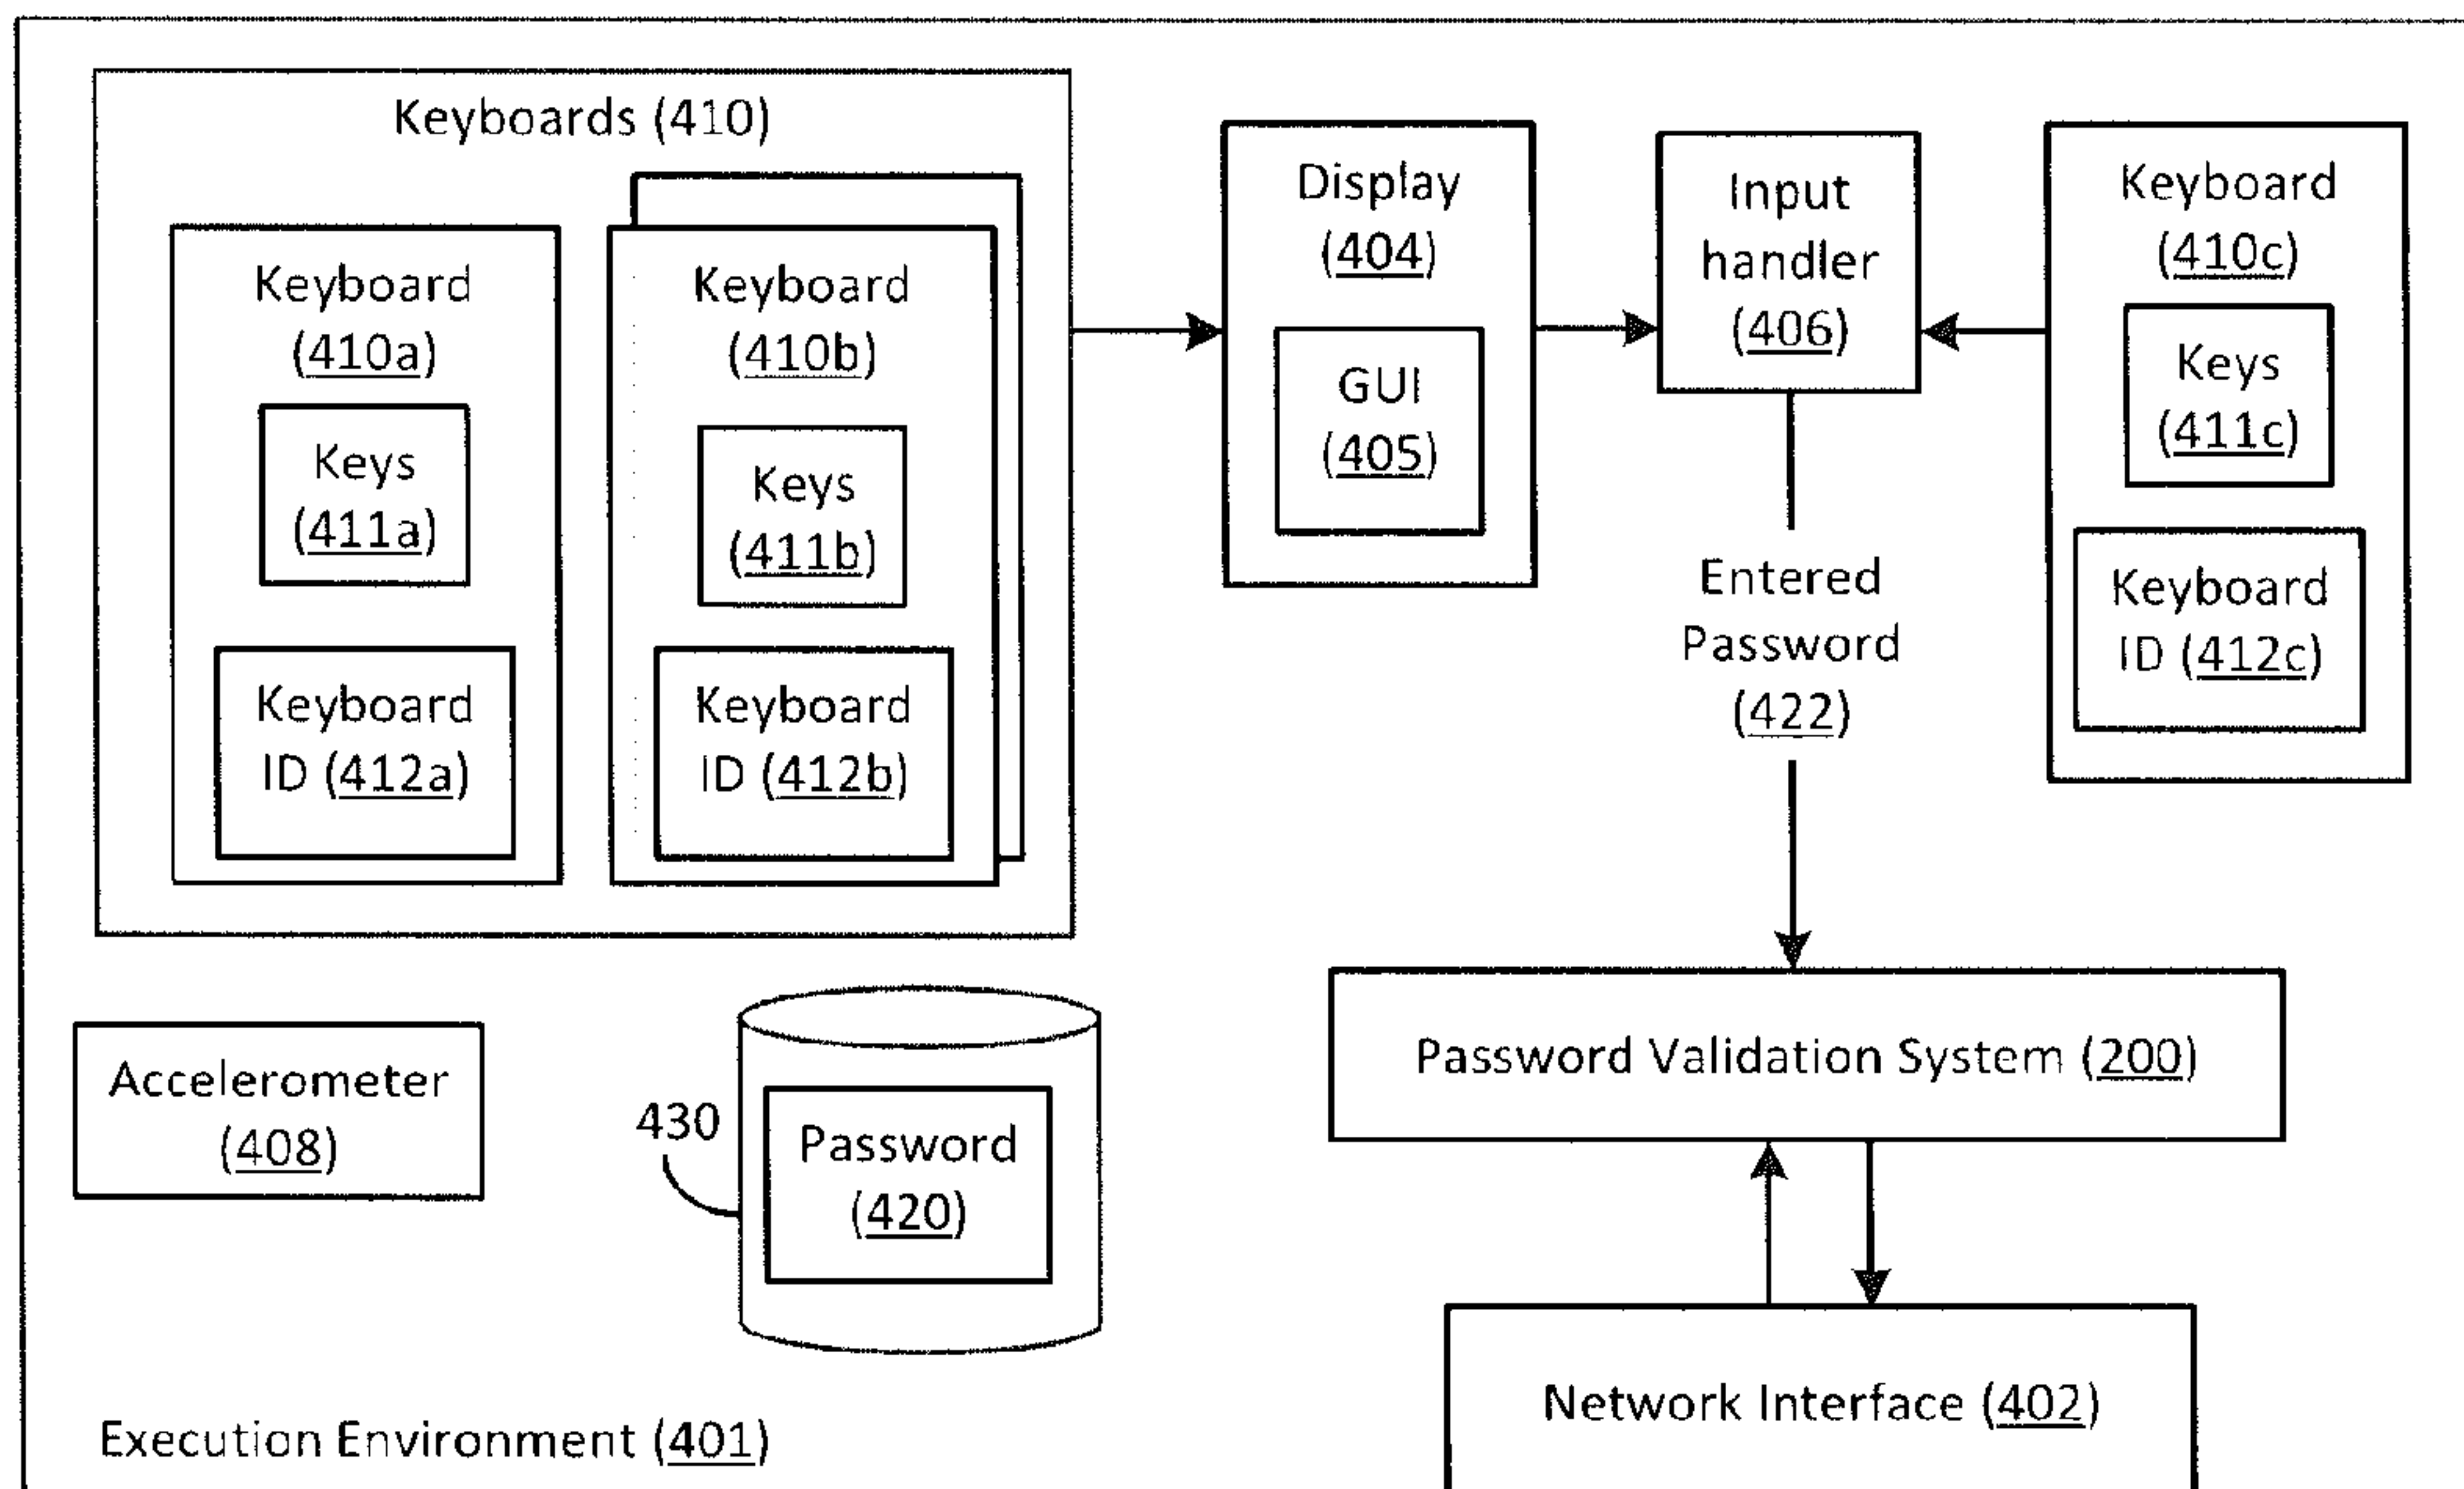 Keyboards (410)
Keyboard
(410a)
Keys
(411a)
Keyboard
ID (412a)
Keyboard
(410b)
Keys
(411b)
Keyboard
ID (412b)
Display
(404)
GUI
(405)
Input
handler
(406)
Keyboard
(410c)
Keys
(411c)
Keyboard
ID (412c)
Entered
Password
(422)
Password Validation System (200)
Accelerometer
(408)
430
Password
(420)
Network Interface (402)
Execution Environment (401)